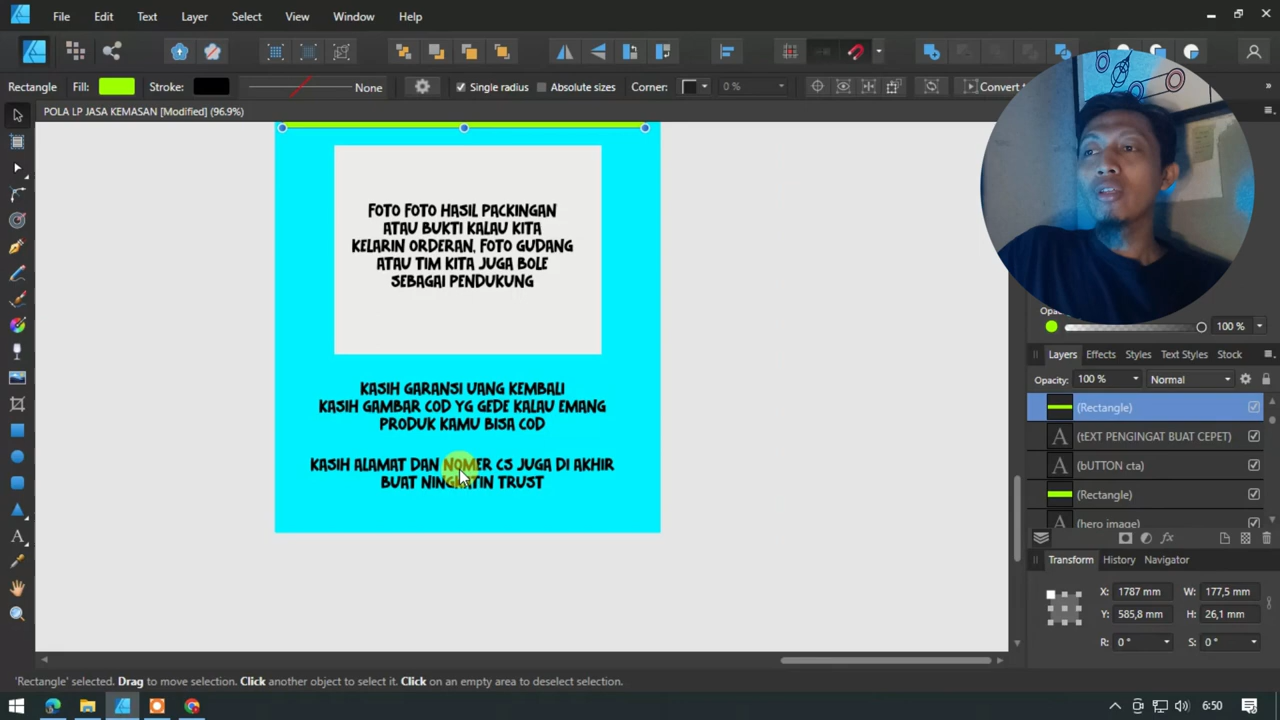 File Edit Text Layer Select View Window Help
Rectangle Fill: Stroke: None Single radius Absolute sizes Corner: 0 % Convert to
POLA LP JASA KEMASAN [Modified] (96.9%)
FOTO FOTO HASIL PACKINGAN
ATAU BUKTI KALAU KITA
KELARIN ORDERAN, FOTO GUDANG
ATAU TIM KITA JUGA BOLE
SEBAGAI PENDUKUNG
KASIH GARANSI UANG KEMBALI
KASIH GAMBAR COD YG GEDE KALAU EMANG
PRODUK KAMU BISA COD
KASIH ALAMAT DAN NOMER CS JUGA DI AKHIR
BUAT NINGKATIN TRUST
100 %
Layers Effects Styles Text Styles Stock
Opacity: 100 % Normal
(Rectangle)
(tEXT PENGINGAT BUAT CEPET)
(bUTTON cta)
(Rectangle)
(hero image)
Transform History Navigator
X: 1787 mm W: 177,5 mm
Y: 585,8 mm H: 26,1 mm
R: 0 ° S: 0 °
'Rectangle' selected. Drag to move selection. Click another object to select it. Click on an empty area to deselect selection.
6:50